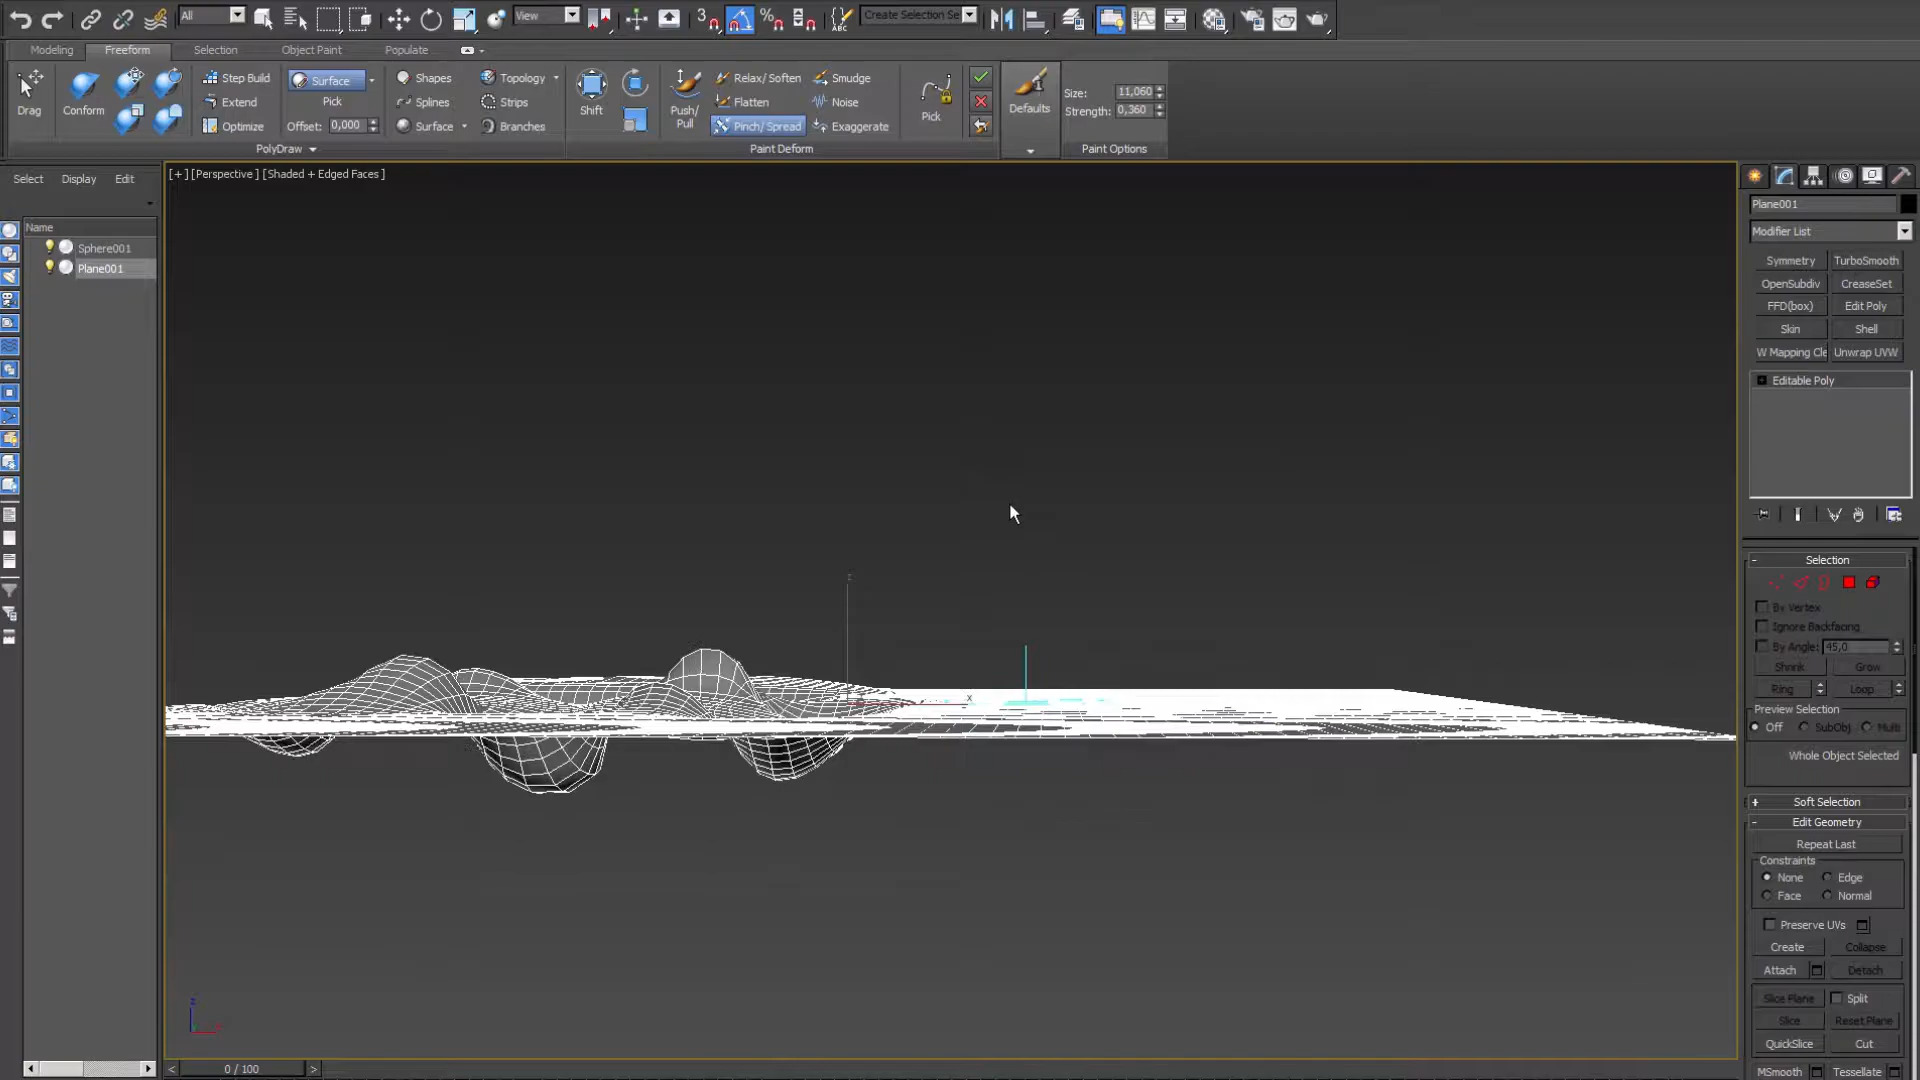 All
View
Create Selection Se
Modeling Freeform Selection Object Paint Populate
Drag Conform Step Build Extend Optimize
Surface Pick Offset: 0,000
Shapes Splines Surface
Topology Strips Branches
PolyDraw
Shift Push/ Pull
Relax/ Soften Flatten Pinch/ Spread
Smudge Noise Exaggerate
Pick
Paint Deform
Defaults
Size: 11,060
Strength: 0,360
Paint Options
Select Display Edit
Name
Sphere001
Plane001
[+] [Perspective ] [Shaded + Edged Faces ]
z
x
z
0 / 100
Plane001
Modifier List
Symmetry TurboSmooth
OpenSubdiv CreaseSet
FFD(box) Edit Poly
Skin Shell
W Mapping Cle Unwrap UVW
Editable Poly
Selection
By Vertex
Ignore Backfacing
By Angle: 45,0
Shrink Grow
Ring Loop
Preview Selection
Off SubObj Multi
Whole Object Selected
Soft Selection
Edit Geometry
Repeat Last
Constraints
None Edge
Face Normal
Preserve UVs
Create Collapse
Attach Detach
Slice Plane Split
Slice Reset Plane
QuickSlice Cut
MSmooth Tessellate